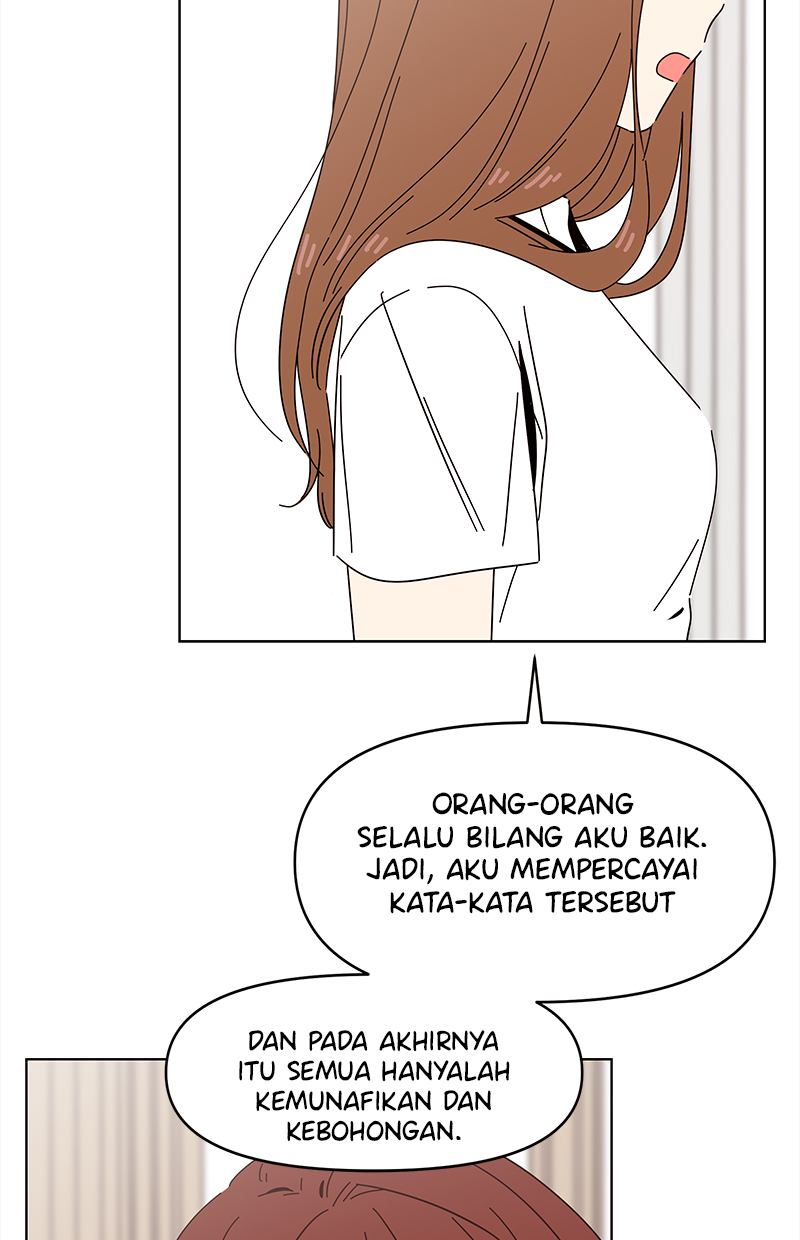 ORANG-ORANG
SELALU BILANG AKU BAIK.
JADI, AKU MEMPERCAYAI
KATA-KATA TERSEBUT
DAN PADA AKHIRNYA
ITU SEMUA HANYALAH
KEMUNAFIKAN DAN
KEBOHONGAN.